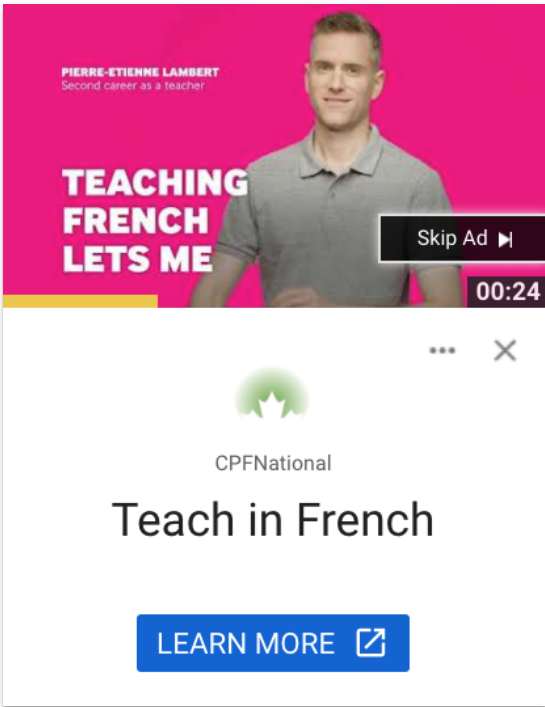 PIERRE-ETIENNE LAMBERT
Second career as a teacher
TEACHING
FRENCH
LETS ME
Skip Ad
00:24
CPFNational
Teach in French
LEARN MORE